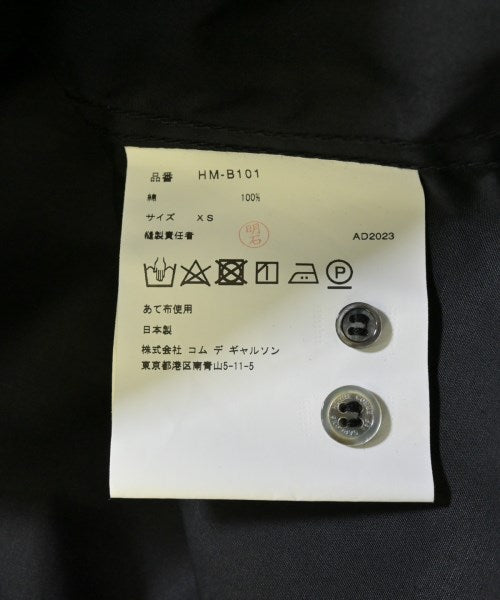 品番 HM-B101
綿 100%
サイズ XS
縫製責任者 明石 AD2023
P
あて布使用
日本製
株式会社 コム デ ギャルソン
東京都港区南青山5-11-5